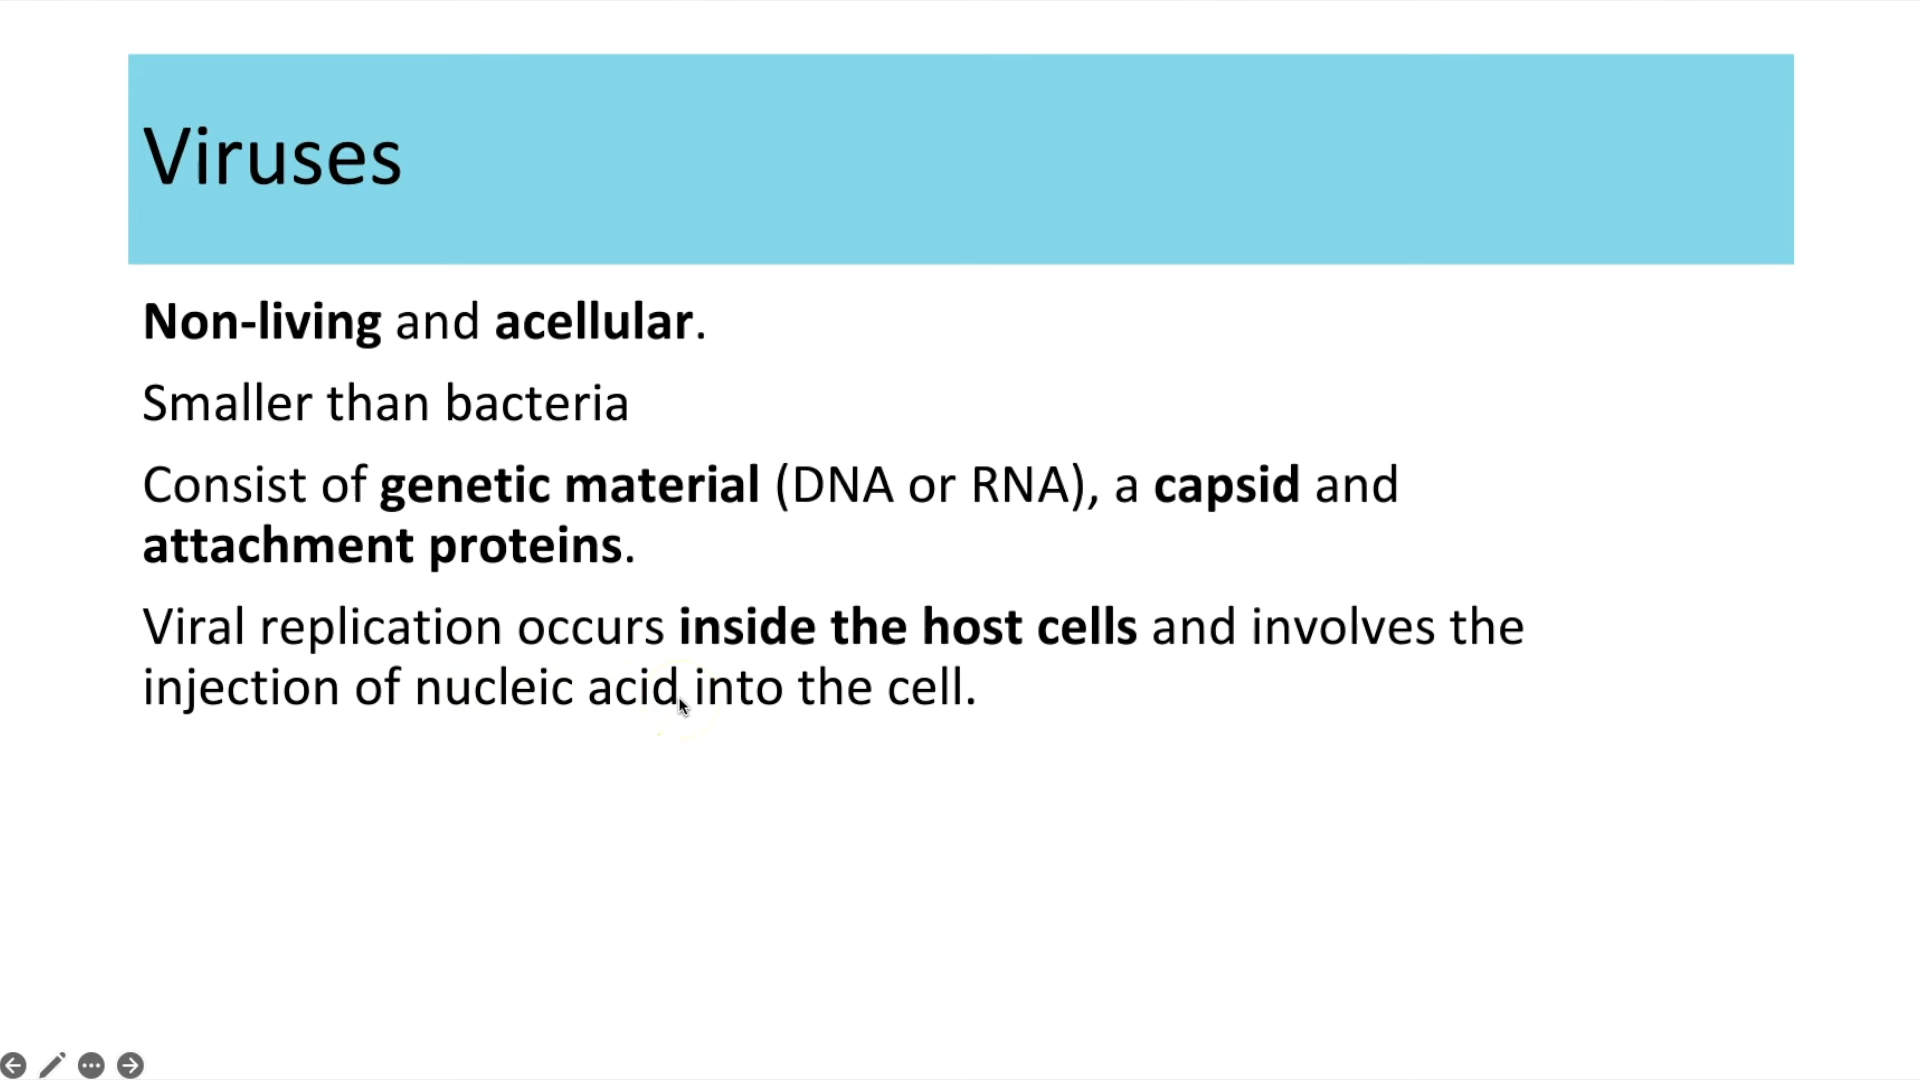 Viruses
Non-living and acellular.
Smaller than bacteria
Consist of genetic material (DNA or RNA), a capsid and
attachment proteins.
Viral replication occurs inside the host cells and involves the
injection of nucleic acid into the cell.